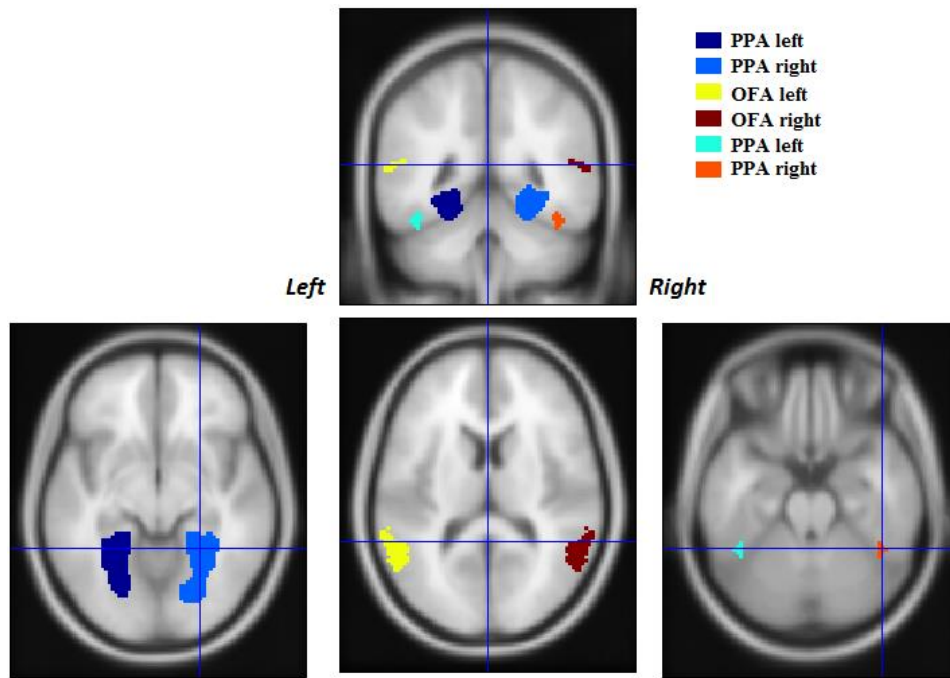 PPA left
PPA right
OFA left
OFA right
PPA left
PPA right
Left
Right